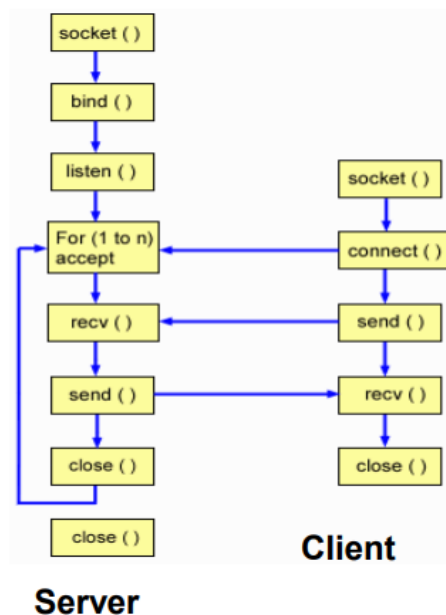 socket ( )
bind ( )
listen ( )
For (1 to n)
accept
recv ( )
send ( )
close ( )
close ( )
Server
socket ( )
connect ( )
send ( )
recv ( )
close ( )
Client